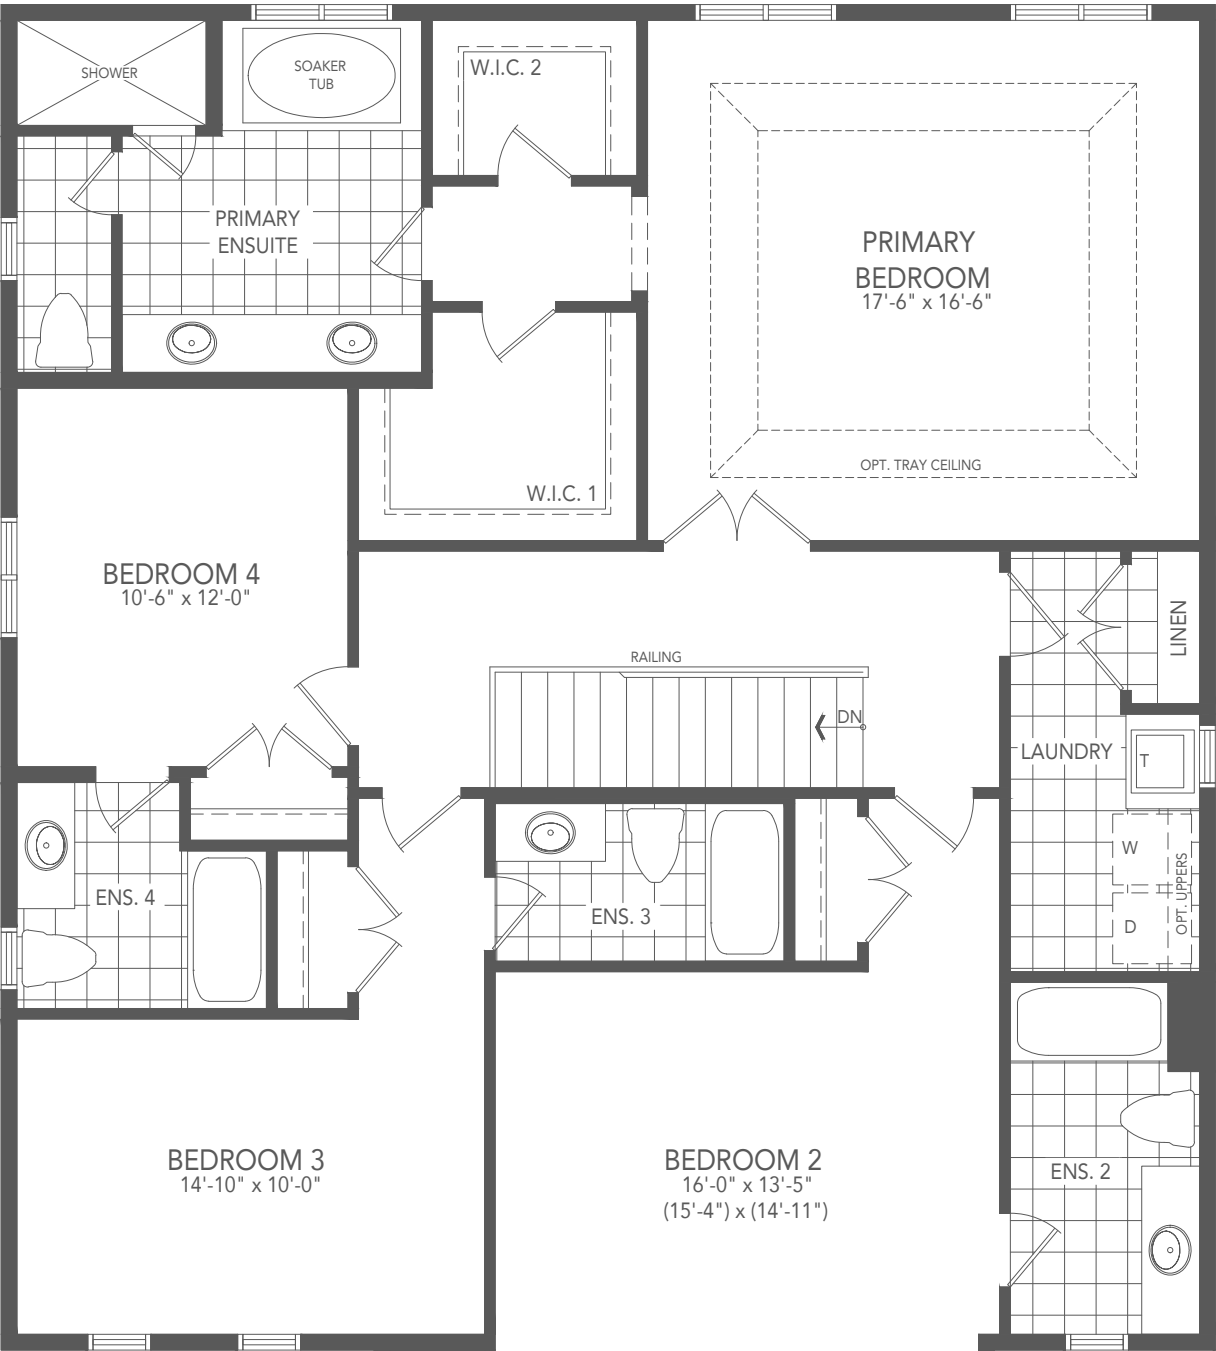 SHOWER
SOAKER
TUB
W.I.C. 2
PRIMARY
ENSUITE
PRIMARY
BEDROOM
17'-6" x 16'-6"
OPT. TRAY CEILING
W.I.C. 1
BEDROOM 4
10'-6" x 12'-0"
RAILING
DN
LINEN
LAUNDRY
T
W
D
OPT. UPPERS
ENS. 4
ENS. 3
BEDROOM 3
14'-10" x 10'-0"
BEDROOM 2
16'-0" x 13'-5"
(15'-4") x (14'-11")
ENS. 2